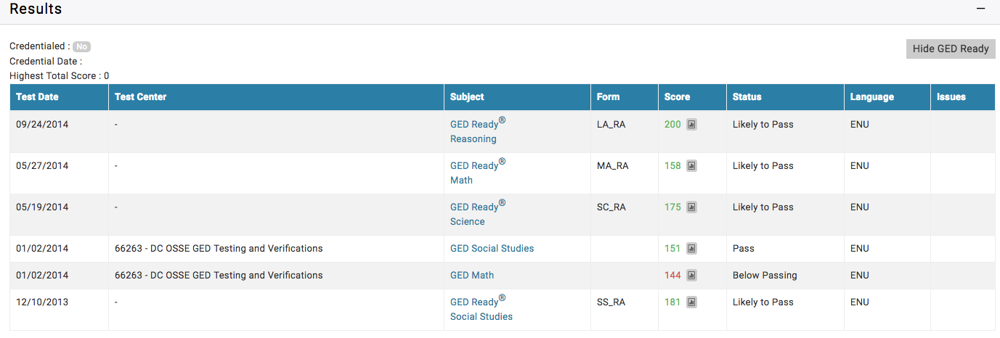 Results
Credentialed : No
Hide GED Ready
Credential Date :
Highest Total Score : 0
Test Date Test Center Subject Form Score Status Language Issues
09/24/2014 - GED Ready® LA_RA 200 Likely to Pass ENU
Reasoning
05/27/2014 - GED Ready® MA_RA 158 Likely to Pass ENU
Math
05/19/2014 - GED Ready® SC_RA 175 Likely to Pass ENU
Science
01/02/2014 66263 - DC OSSE GED Testing and Verifications GED Social Studies 151 Pass ENU
01/02/2014 66263 - DC OSSE GED Testing and Verifications GED Math 144 Below Passing ENU
12/10/2013 - GED Ready® SS_RA 181 Likely to Pass ENU
Social Studies